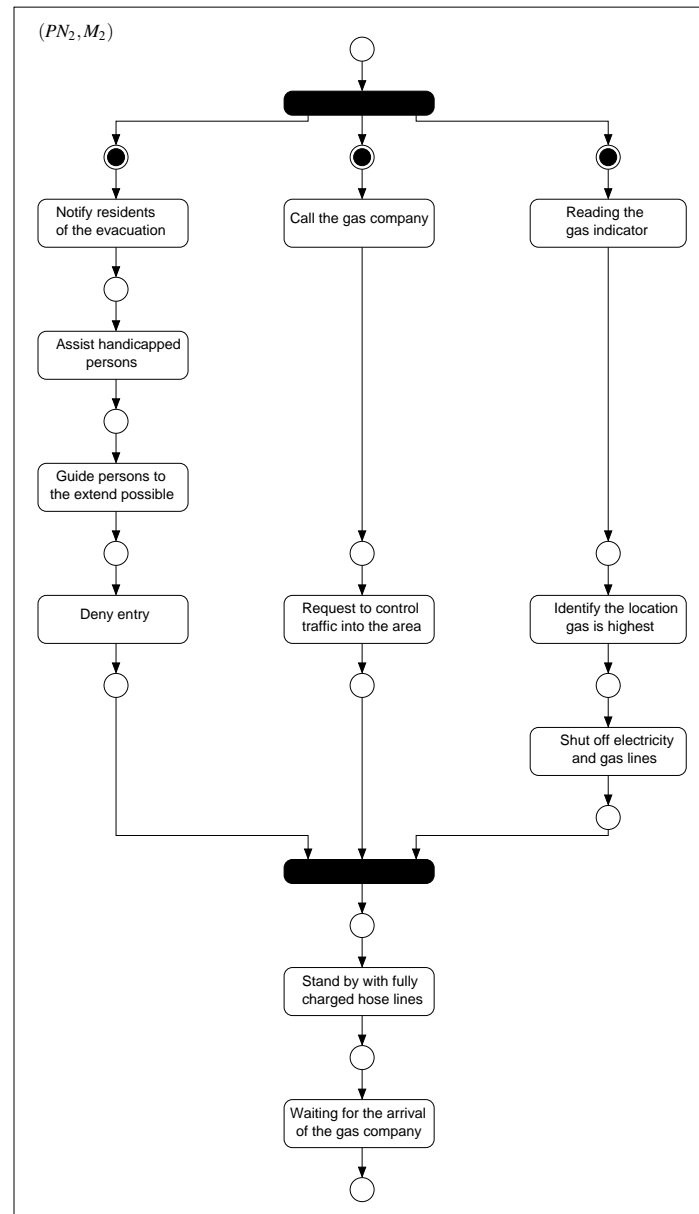 (PN2, M2)
Notify residents
of the evacuation
Call the gas company
Reading the
gas indicator
Assist handicapped
persons
Guide persons to
the extend possible
Deny entry
Request to control
traffic into the area
Identify the location
gas is highest
Shut off electricity
and gas lines
Stand by with fully
charged hose lines
Waiting for the arrival
of the gas company